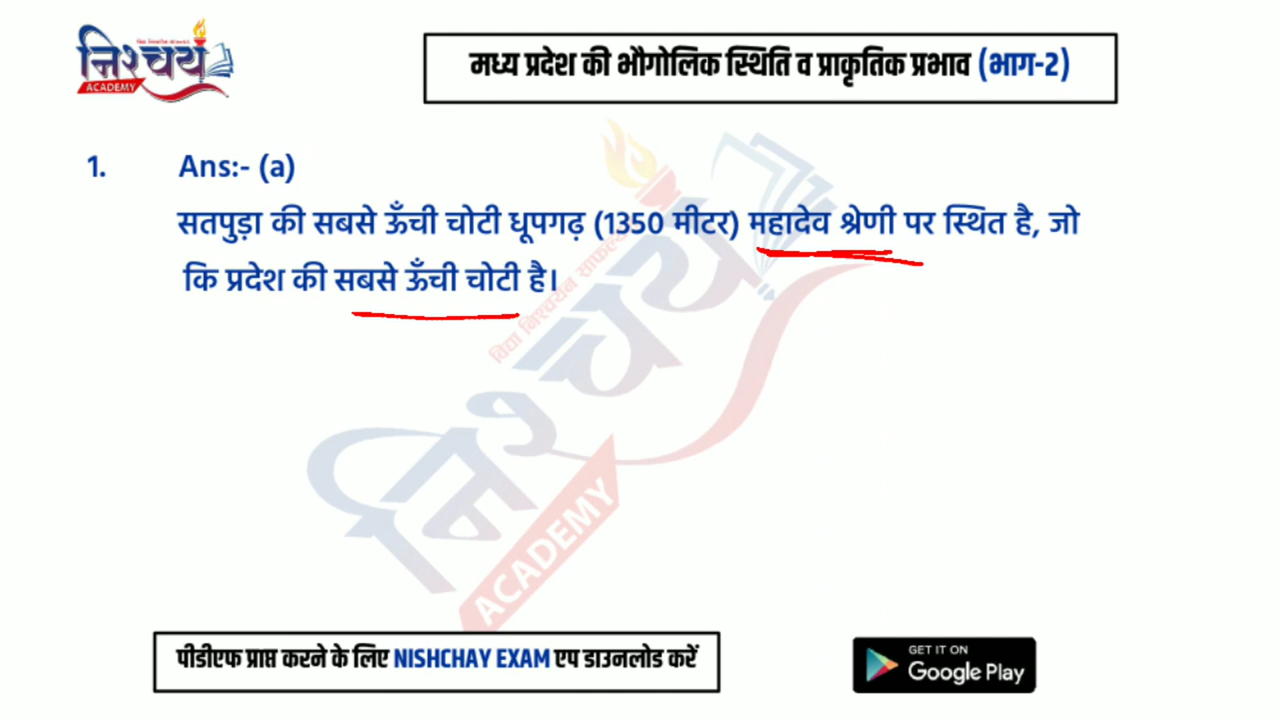 निश्चय
ACADEMY
मध्य प्रदेश की भौगोलिक स्थिति व प्राकृतिक प्रभाव (भाग-2)
1. Ans:- (a)
सतपुड़ा की सबसे ऊँची चोटी धूपगढ़ (1350 मीटर) महादेव श्रेणी पर स्थित है, जो
कि प्रदेश की सबसे ऊँची चोटी है।
निश्चय
ACADEMY
पीडीएफ प्राप्त करने के लिए NISHCHAY EXAM एप डाउनलोड करें
GET IT ON
Google Play